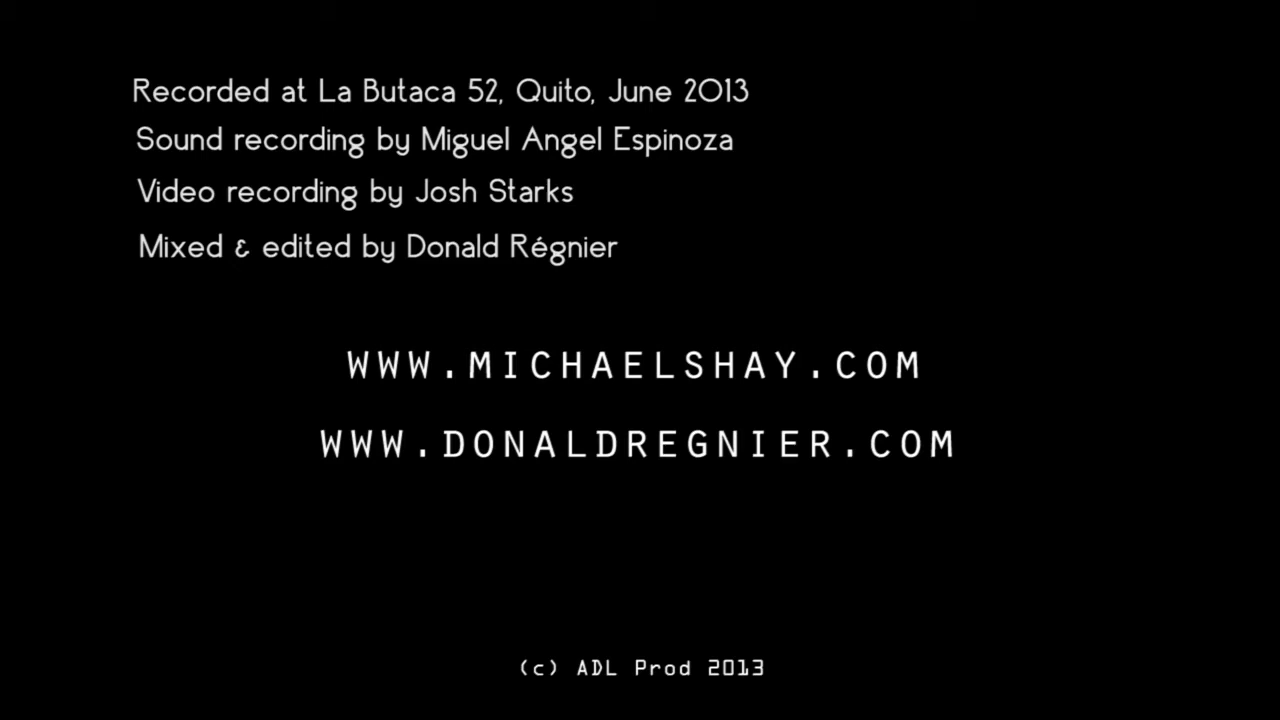 Recorded at La Butaca 52, Quito, June 2013
Sound recording by Miguel Angel Espinoza
Video recording by Josh Starks
Mixed & edited by Donald Régnier
WWW.MICHAELSHAY.COM
WWW.DONALDREGNIER.COM
(c) ADL Prod 2013